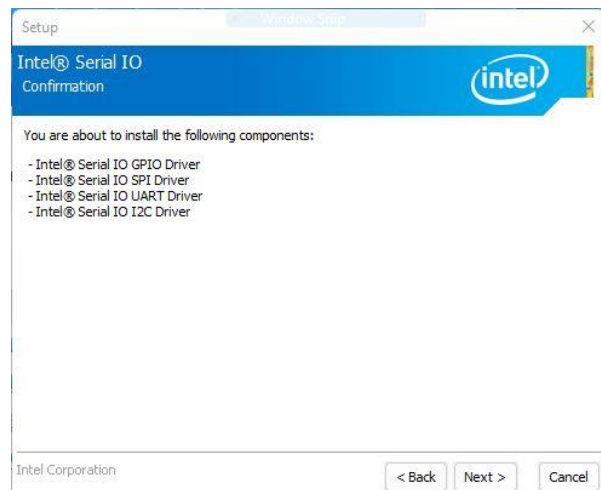 Window Snip
Setup
Intel® Serial IO
Confirmation
intel
You are about to install the following components:
- Intel® Serial IO GPIO Driver
- Intel® Serial IO SPI Driver
- Intel® Serial IO UART Driver
- Intel® Serial IO I2C Driver
Intel Corporation
< Back
Next >
Cancel